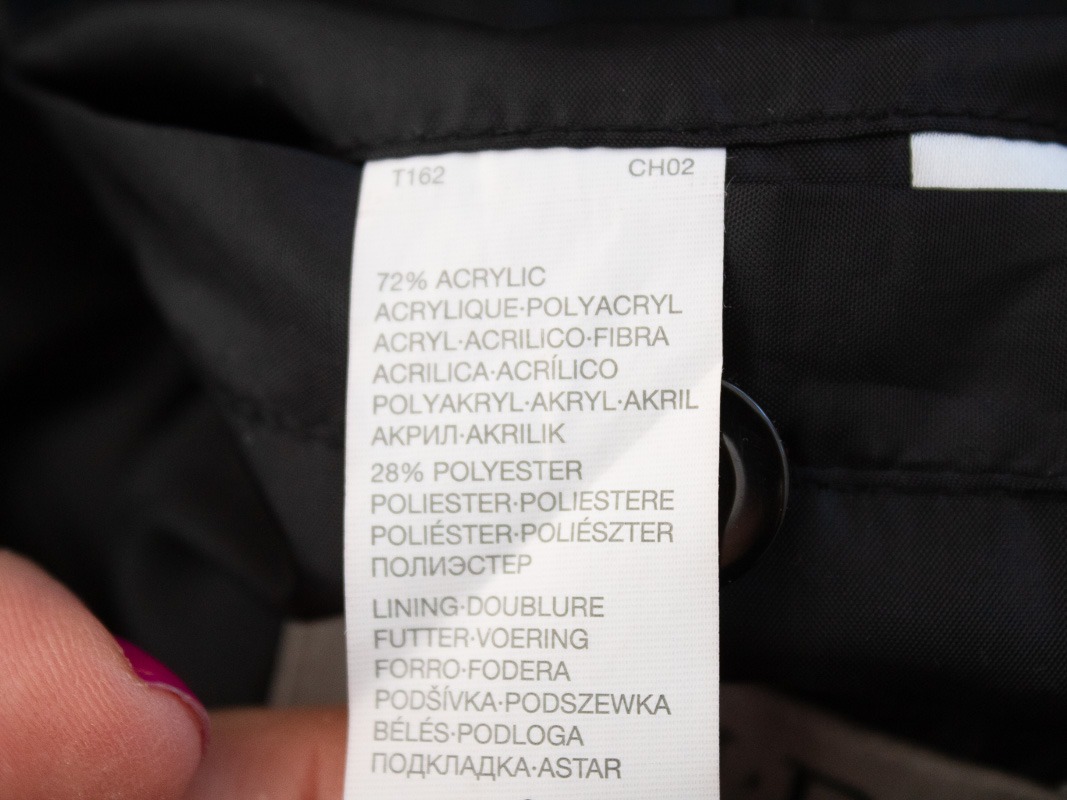 T162 CH02
72% ACRYLIC
ACRYLIQUE·POLYACRYL
ACRYL·ACRILICO·FIBRA
ACRILICA·ACRÍLICO
POLYAKRYL·AKRYL·AKRIL
АКРИЛ·AKRILIK
28% POLYESTER
POLIESTER·POLIESTERE
POLIÉSTER·POLIÉSZTER
ПОЛИЭСТЕР
LINING·DOUBLURE
FUTTER·VOERING
FORRO·FODERA
PODŠÍVKA·PODSZEWKA
BÉLÉS·PODLOGA
ПОДКЛАДКА·ASTAR